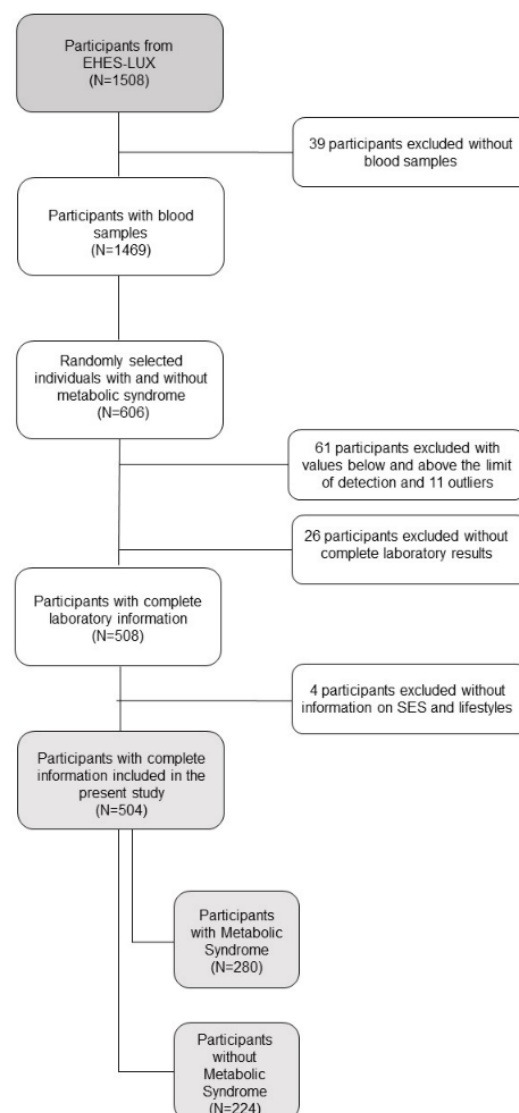 Participants from
EHES-LUX
(N=1508)
39 participants excluded without
blood samples
Participants with blood
samples
(N=1469)
Randomly selected
individuals with and without
metabolic syndrome
(N=606)
61 participants excluded with
values below and above the limit
of detection and 11 outliers
26 participants excluded without
complete laboratory results
Participants with complete
laboratory information
(N=508)
4 participants excluded without
information on SES and lifestyles
Participants with complete
information included in the
present study
(N=504)
Participants
with Metabolic
Syndrome
(N=280)
Participants
without
Metabolic
Syndrome
(N=224)